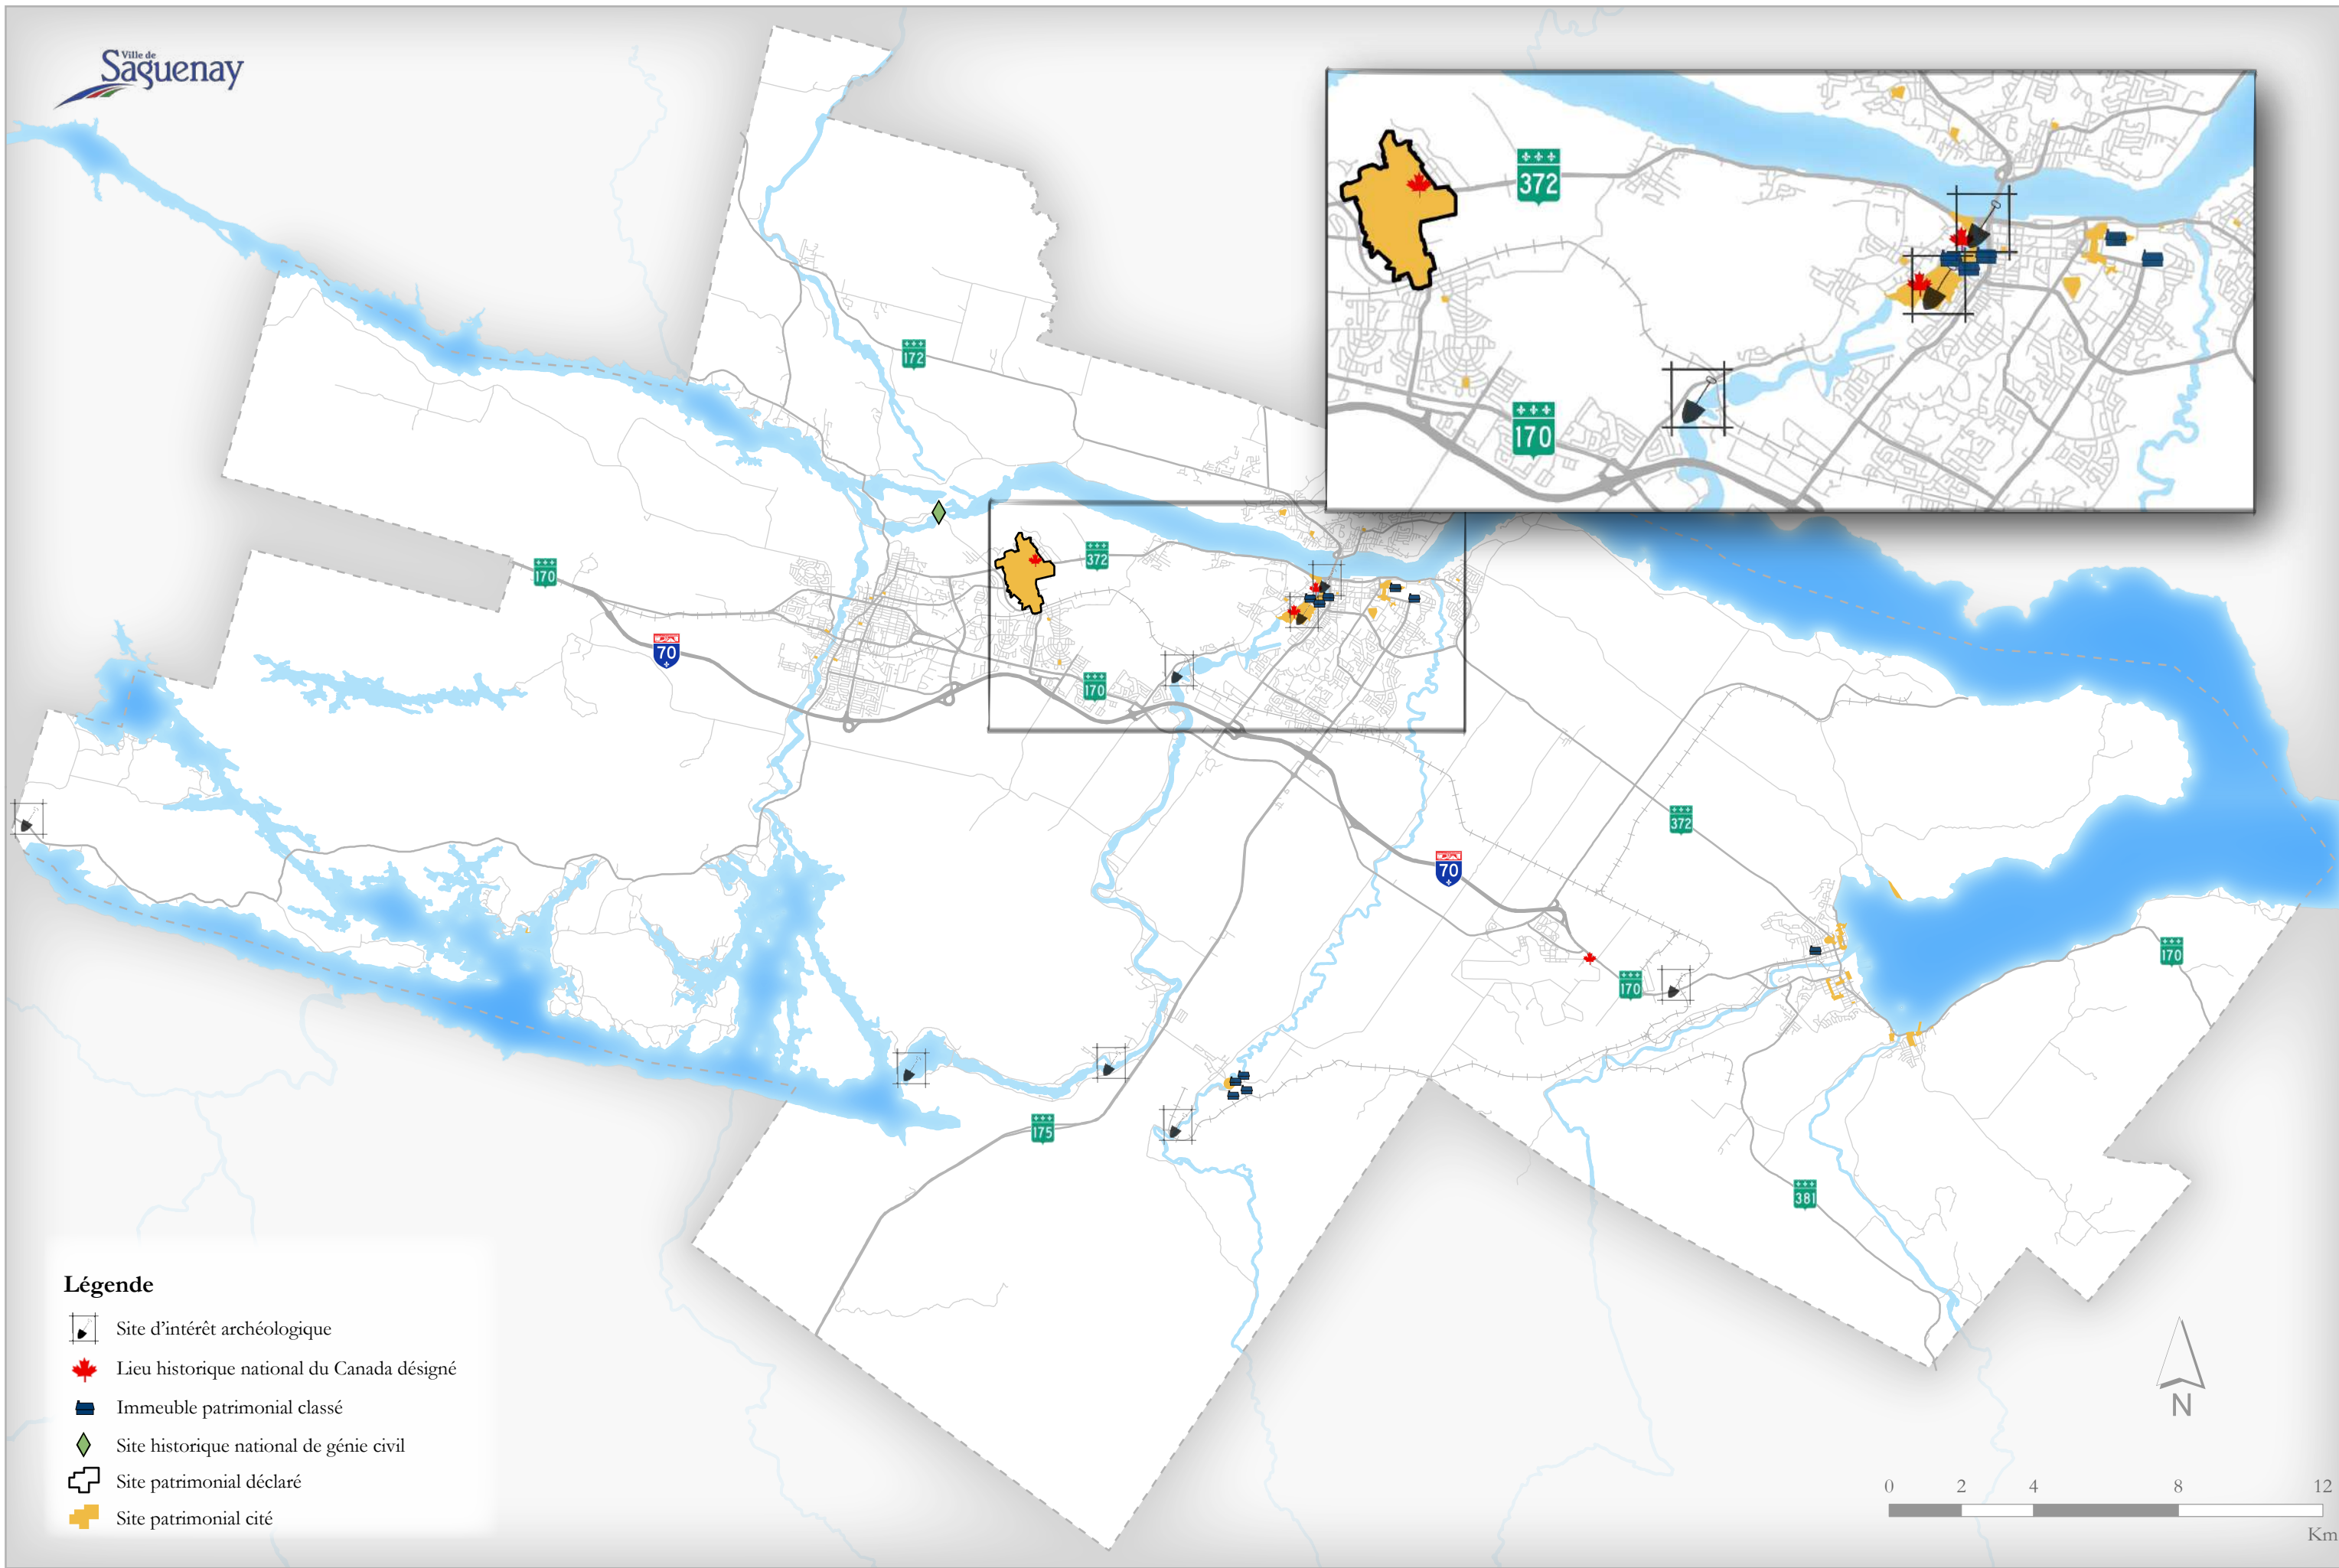 Ville de
Saguenay
372
170
172
170
372
70
170
372
70
170
170
175
381
Légende
Site d'intérêt archéologique
Lieu historique national du Canada désigné
Immeuble patrimonial classé
Site historique national de génie civil
Site patrimonial déclaré
Site patrimonial cité
N
0 2 4 8 12
Km